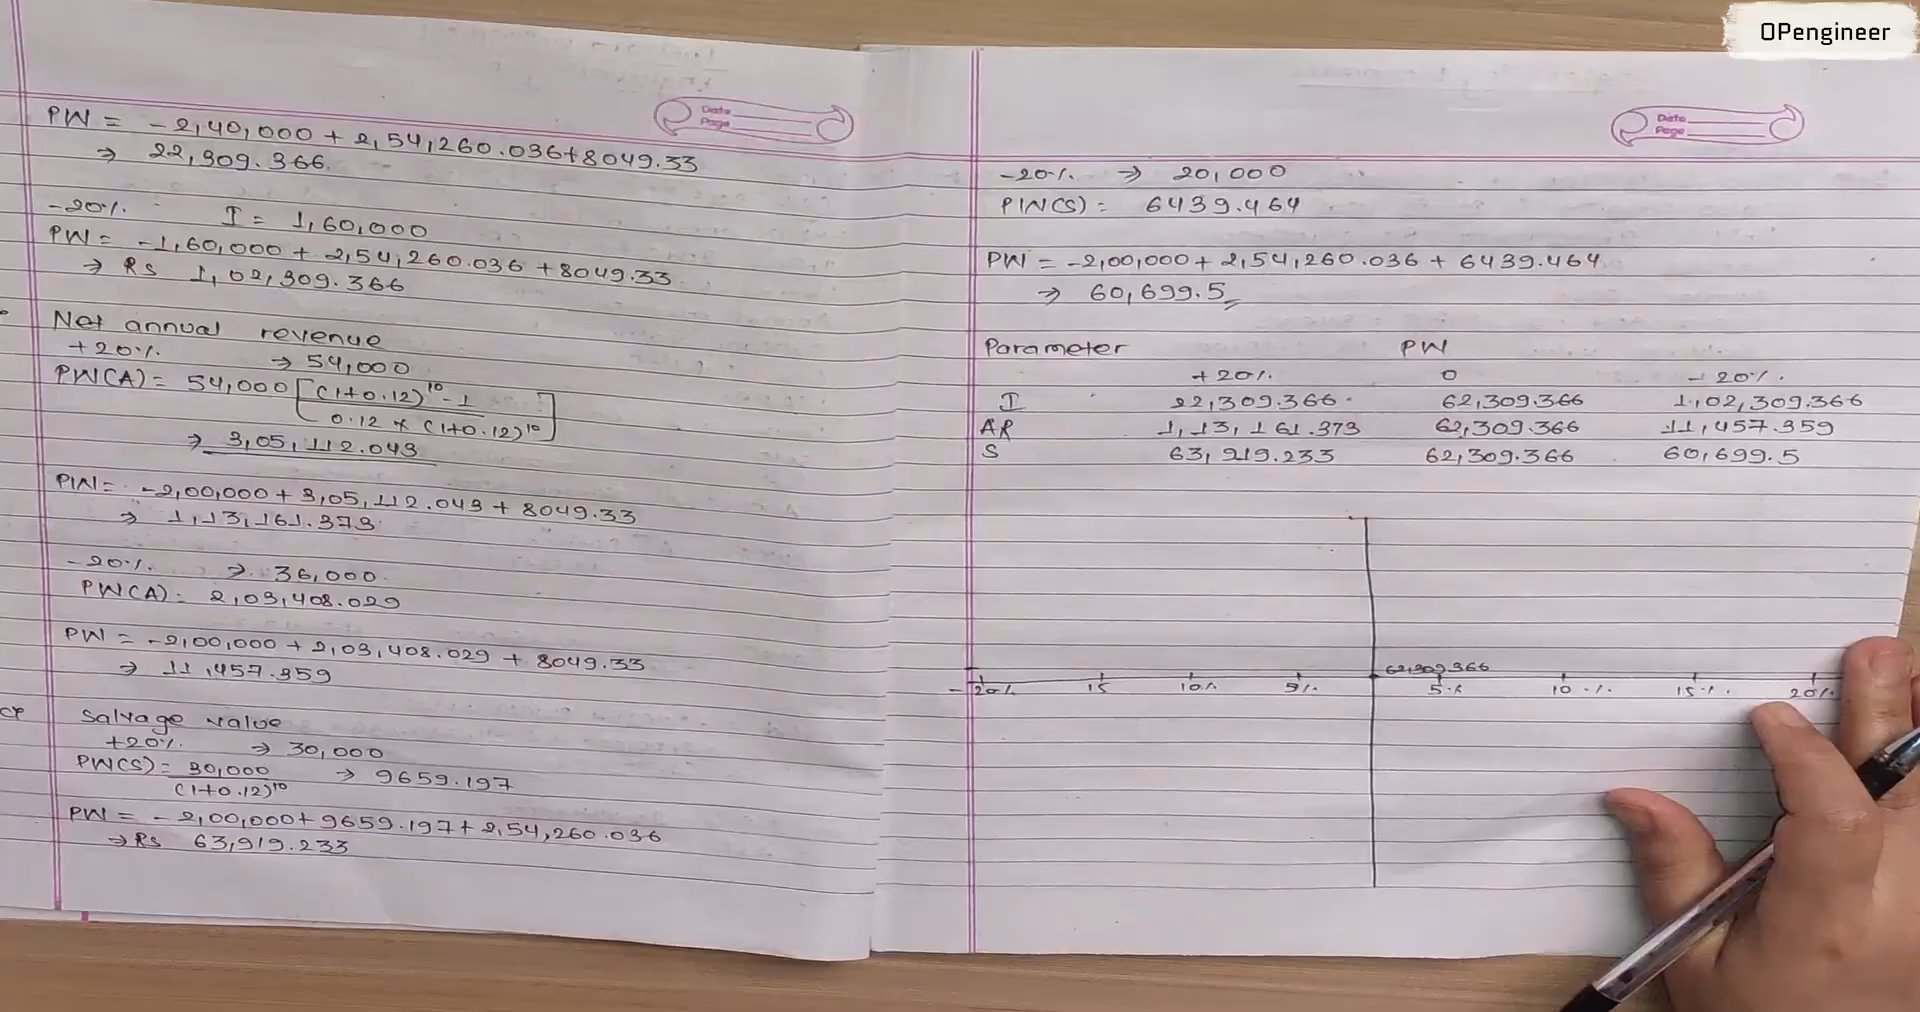 OPengineer
Date
Page
PW = -2,40,000 + 2,54,260.036+8049.33
⇒ 22,309.366.
-20%. I = 1,60,000
PW = -1,60,000 + 2,54,260.036 + 8049.33
→ Rs 1,02,309.366
Net annual revenue
+20%. → 54,000
PW(A) = 54,000 [(1+0.12)^10 - 1
0.12 × (1+0.12)^10]
⇒ 3,05,112.043
PW = -2,00,000 + 3,05,112.043 + 8049.33
⇒ 1,13,161.373
-20%. → 36,000
PW(A) = 2,03,408.029
PW = -2,00,000 + 2,03,408.029 + 8049.33
⇒ 11,457.359
Salvage value
+20%. → 30,000
PW(S) = 30,000 → 9659.197
(1+0.12)^10
PW = -2,00,000+9659.197+2,54,260.036
⇒ Rs 63,919.233
Date
Page
-20%. → 20,000
PW(S) = 6439.464
PW = -2,00,000 + 2,54,260.036 + 6439.464
⇒ 60,699.5
Parameter PW
+20%. 0 -20%.
I 22,309.366 62,309.366 1,02,309.366
AR 1,13,161.373 62,309.366 11,457.359
S 63,919.233 62,309.366 60,699.5
62,309.366
-20% 15 10% 5% 5% 10% 15% 20%